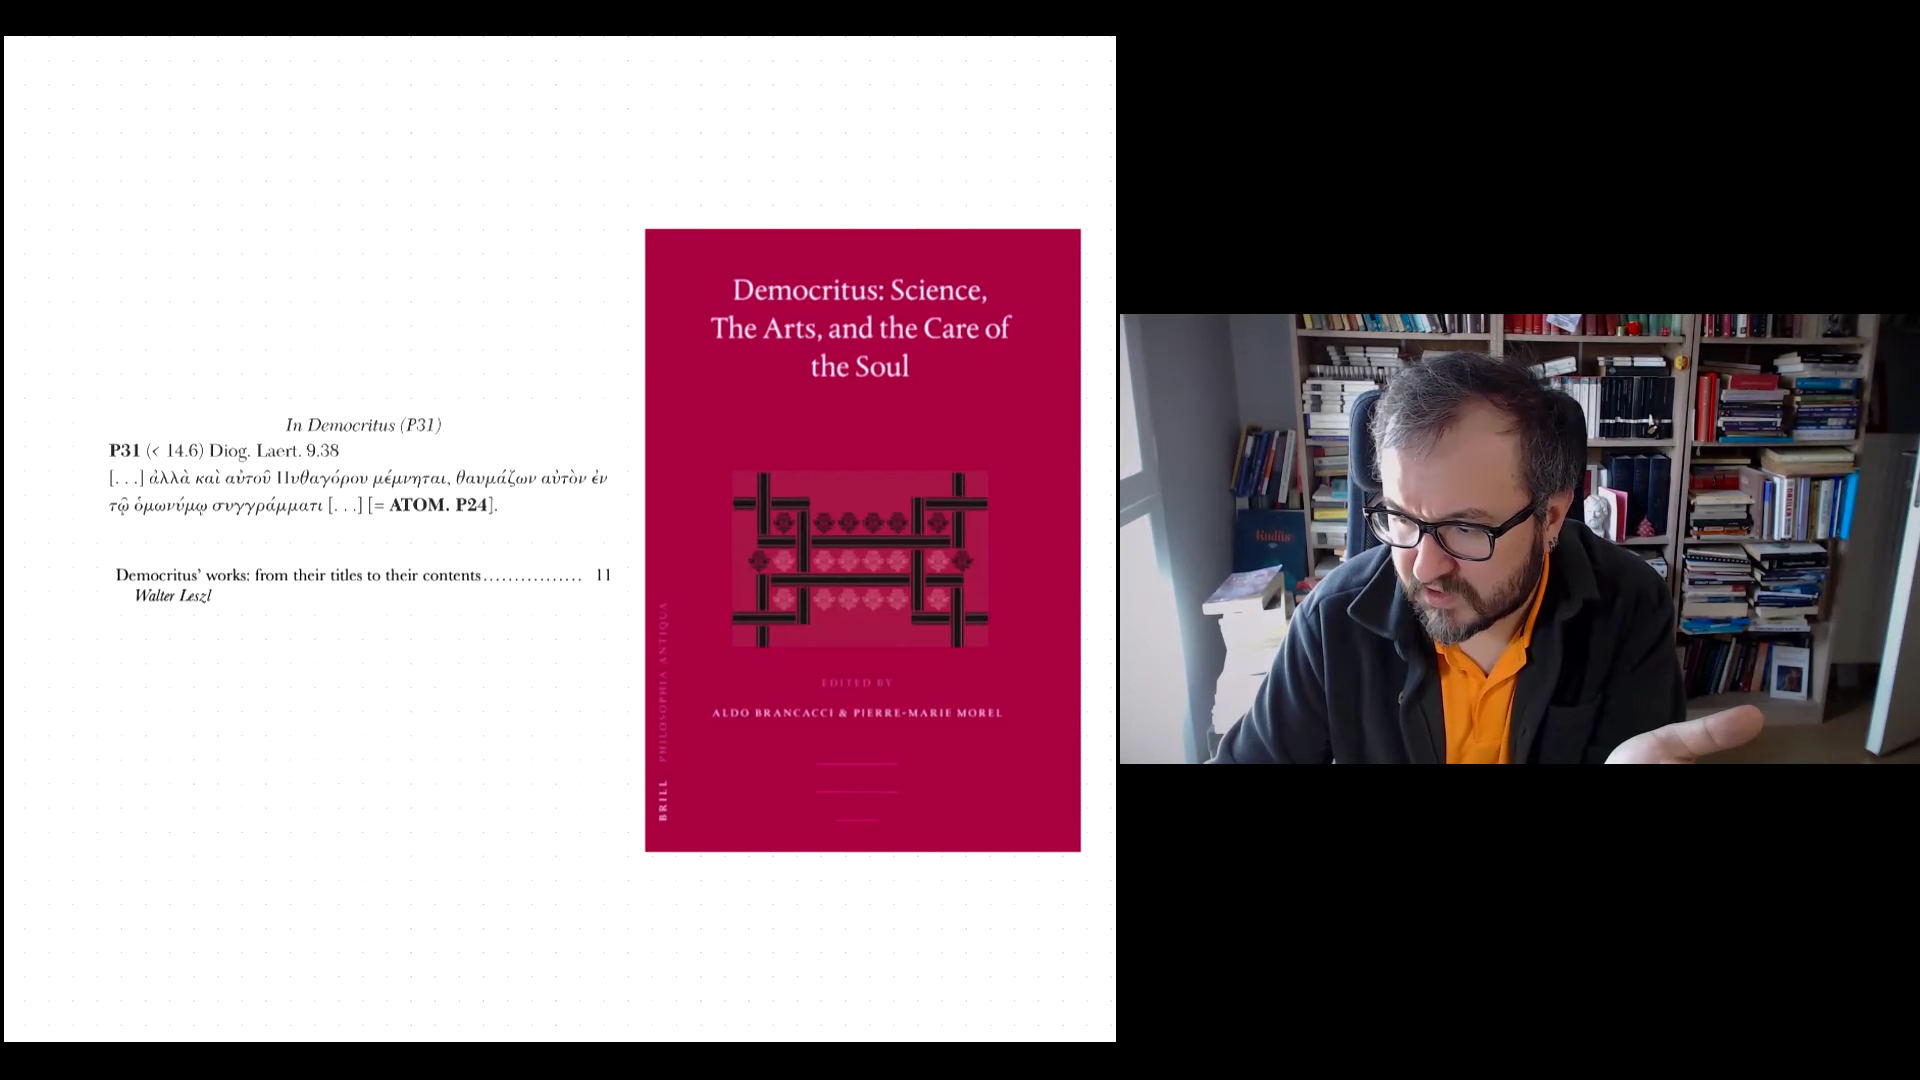 In Democritus (P31)
P31 (< 14.6) Diog. Laert. 9.38
[. . .] ἀλλὰ καὶ αὐτοῦ Πυθαγόρου μέμνηται, θαυμάζων αὐτὸν ἐν
τῷ ὁμωνύμῳ συγγράμματι [. . .] [= ATOM. P24].
Democritus’ works: from their titles to their contents................ 11
Walter Leszl
Democritus: Science,
The Arts, and the Care of
the Soul
EDITED BY
ALDO BRANCACCI & PIERRE-MARIE MOREL
BRILL PHILOSOPHIA ANTIQUA
Kudüs